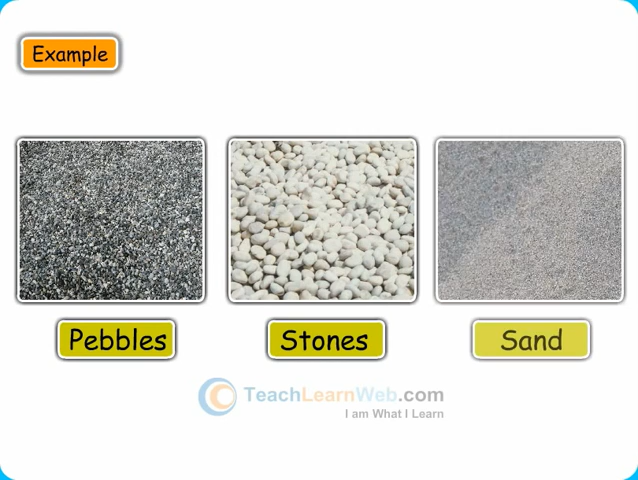 Example
Pebbles
Stones
Sand
TeachLearnWeb.com
I am What I Learn